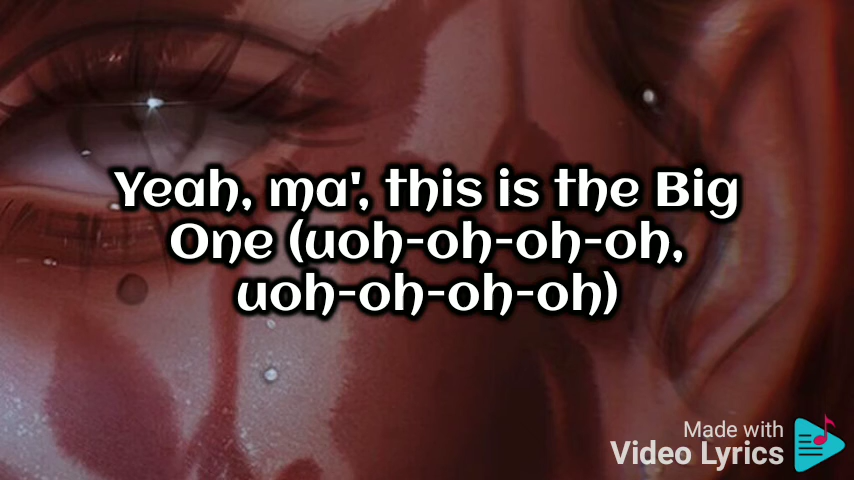 Yeah, ma', this is the Big
One (uoh-oh-oh-oh,
uoh-oh-oh-oh)
Made with
Video Lyrics